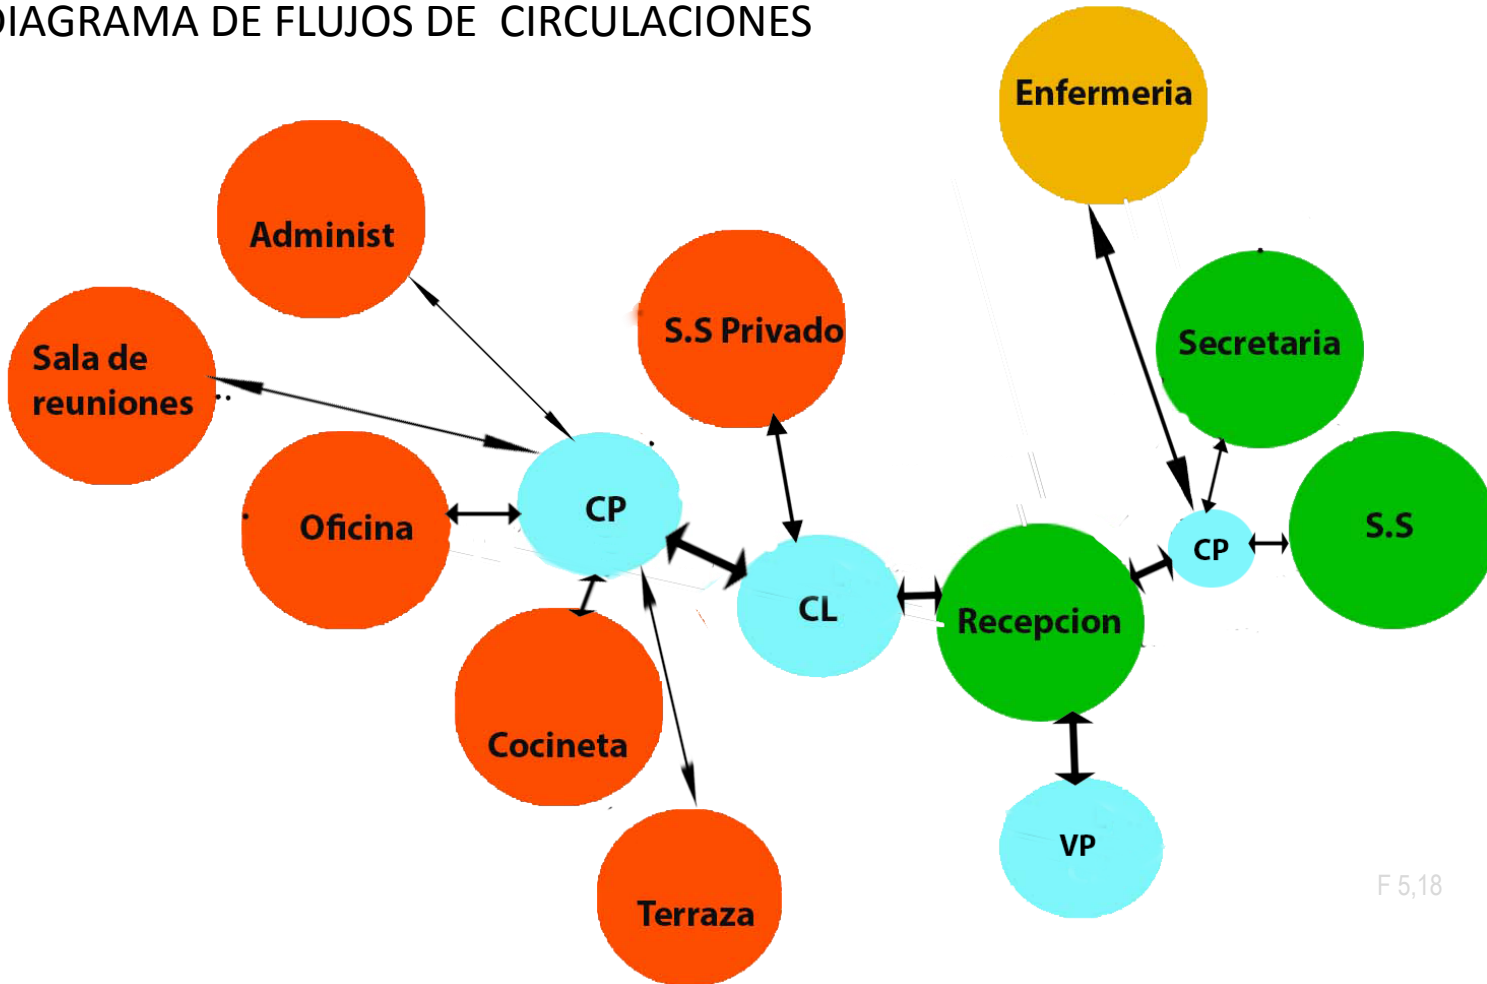 DIAGRAMA DE FLUJOS DE CIRCULACIONES
Enfermeria
Administ
S.S Privado
Secretaria
Sala de
reuniones
Oficina
CP
CP
S.S
CL
Recepcion
Cocineta
VP
Terraza
F 5,18